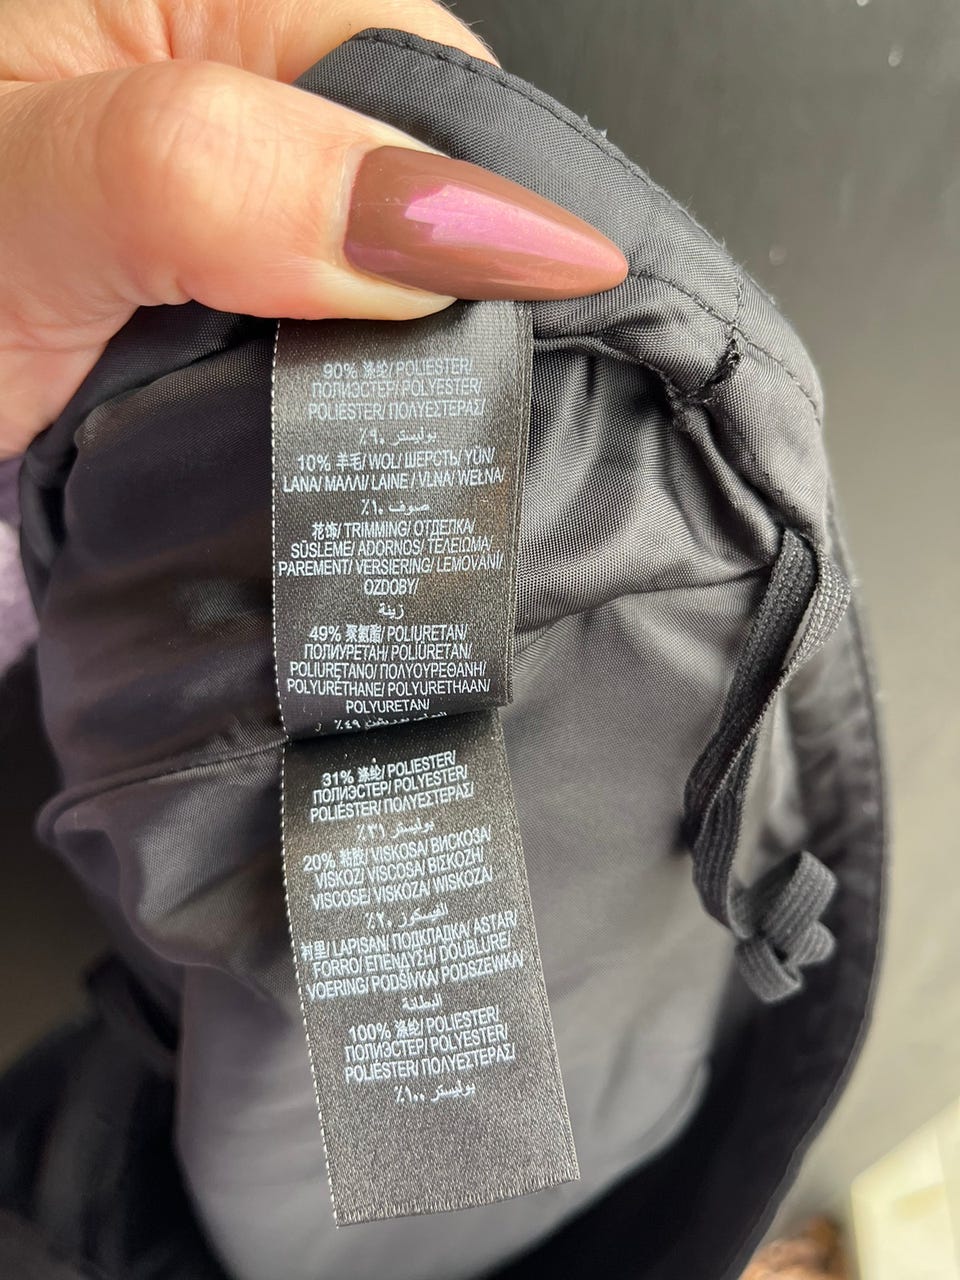 90% 涤纶/ POLIESTER/
ПОЛИЭСТЕР/ POLYESTER/
POLIESTER/ ΠΟΛΥΕΣΤΕΡΑΣ/
بوليستر ٩٠٪
10% 羊毛/ WOL/ ШЕРСТЬ/ YÜN/
LANA/ ΜΑΛΛΙ/ LAINE / VLNA/ WEŁNA/
صوف ١٠٪
花饰/ TRIMMING/ ОТДЕЛКА/
SÜSLEME/ ADORNOS/ ΤΕΛΕΙΩΜΑ/
PAREMENT/ VERSIERING/ LEMOVÁNÍ/
OZDOBY/
زينة
49% 聚氨酯/ POLIURETAN/
ПОЛИУРЕТАН/ POLIÜRETAN/
POLIURETANO/ ΠΟΛΥΟΥΡΕΘΑΝΗ/
POLYURÉTHANE/ POLYURETHAAN/
POLYURETAN/
٤٩٪
31% 涤纶/ POLIESTER/
ПОЛИЭСТЕР/ POLYESTER/
POLIÉSTER/ ΠΟΛΥΕΣΤΕΡΑΣ/
بوليستر ٣١٪
20% 粘胶/ VISKOSA/ ВИСКОЗА/
VISKOZ/ VISCOSA/ ΒΙΣΚΟΖΗ/
VISCOSE/ VISKÓZA/ WISKOZA/
الفيسكوز ٢٠٪
衬里/ LAPISAN/ ПОДКЛАДКА/ ASTAR/
FORRO/ ΕΠΕΝΔΥΣΗ/ DOUBLURE/
VOERING/ PODŠÍVKA/ PODSZEWKA/
البطانة
100% 涤纶/ POLIESTER/
ПОЛИЭСТЕР/ POLYESTER/
POLIÉSTER/ ΠΟΛΥΕΣΤΕΡΑΣ/
بوليستر ١٠٠٪